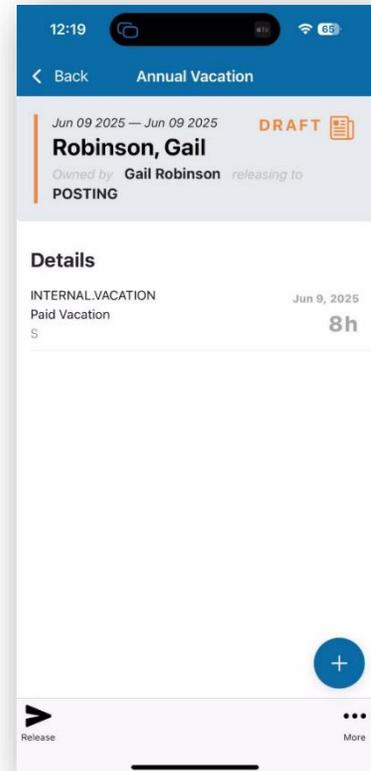 12:19
tv
65
Back
Annual Vacation
Jun 09 2025 — Jun 09 2025
DRAFT
Robinson, Gail
Owned by Gail Robinson releasing to
POSTING
Details
INTERNAL.VACATION
Jun 9, 2025
Paid Vacation
8h
S
+
Release
More